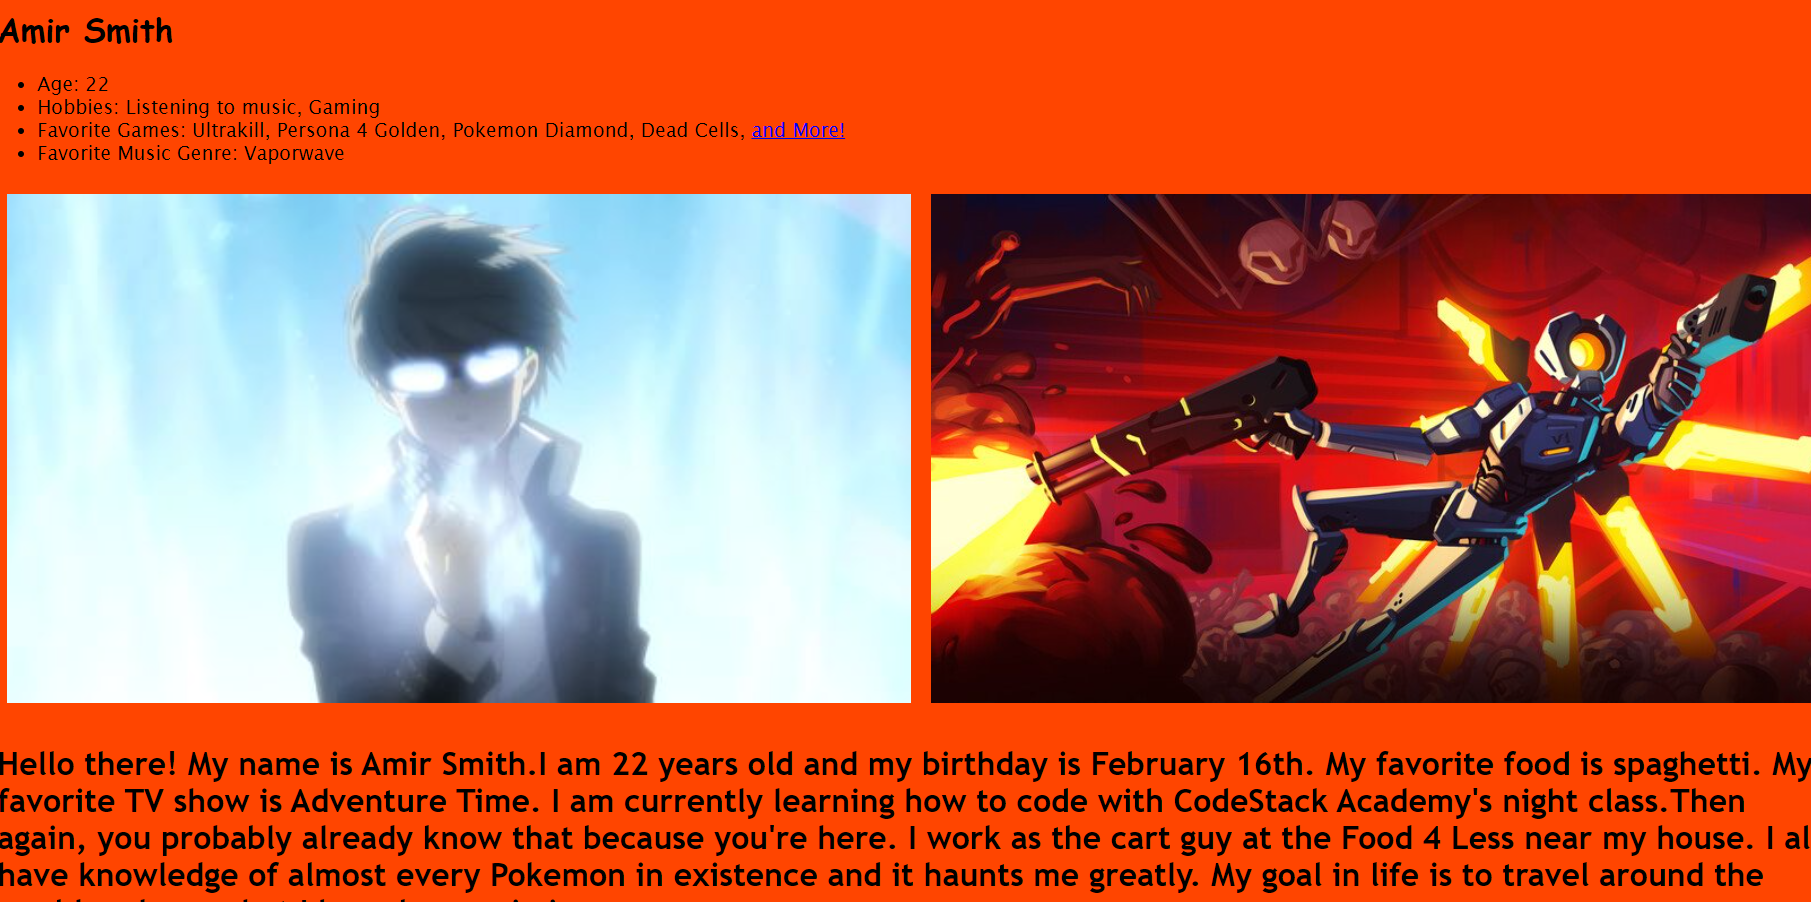 Amir Smith
Age: 22
Hobbies: Listening to music, Gaming
Favorite Games: Ultrakill, Persona 4 Golden, Pokemon Diamond, Dead Cells, and More!
Favorite Music Genre: Vaporwave
V1
Hello there! My name is Amir Smith.I am 22 years old and my birthday is February 16th. My favorite food is spaghetti. My
favorite TV show is Adventure Time. I am currently learning how to code with CodeStack Academy's night class.Then
again, you probably already know that because you're here. I work as the cart guy at the Food 4 Less near my house. I al
have knowledge of almost every Pokemon in existence and it haunts me greatly. My goal in life is to travel around the